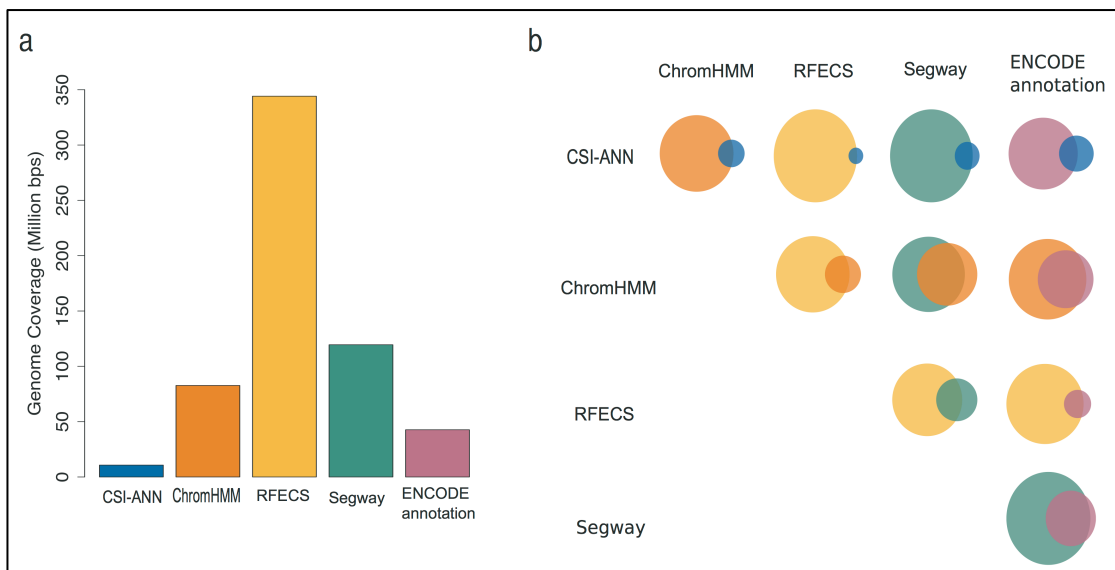 a
Genome Coverage (Million bps)
350
300
250
200
150
100
50
0
CSI-ANN
ChromHMM
RFECS
Segway
ENCODE
annotation
b
ChromHMM
RFECS
Segway
ENCODE
annotation
CSI-ANN
ChromHMM
RFECS
Segway